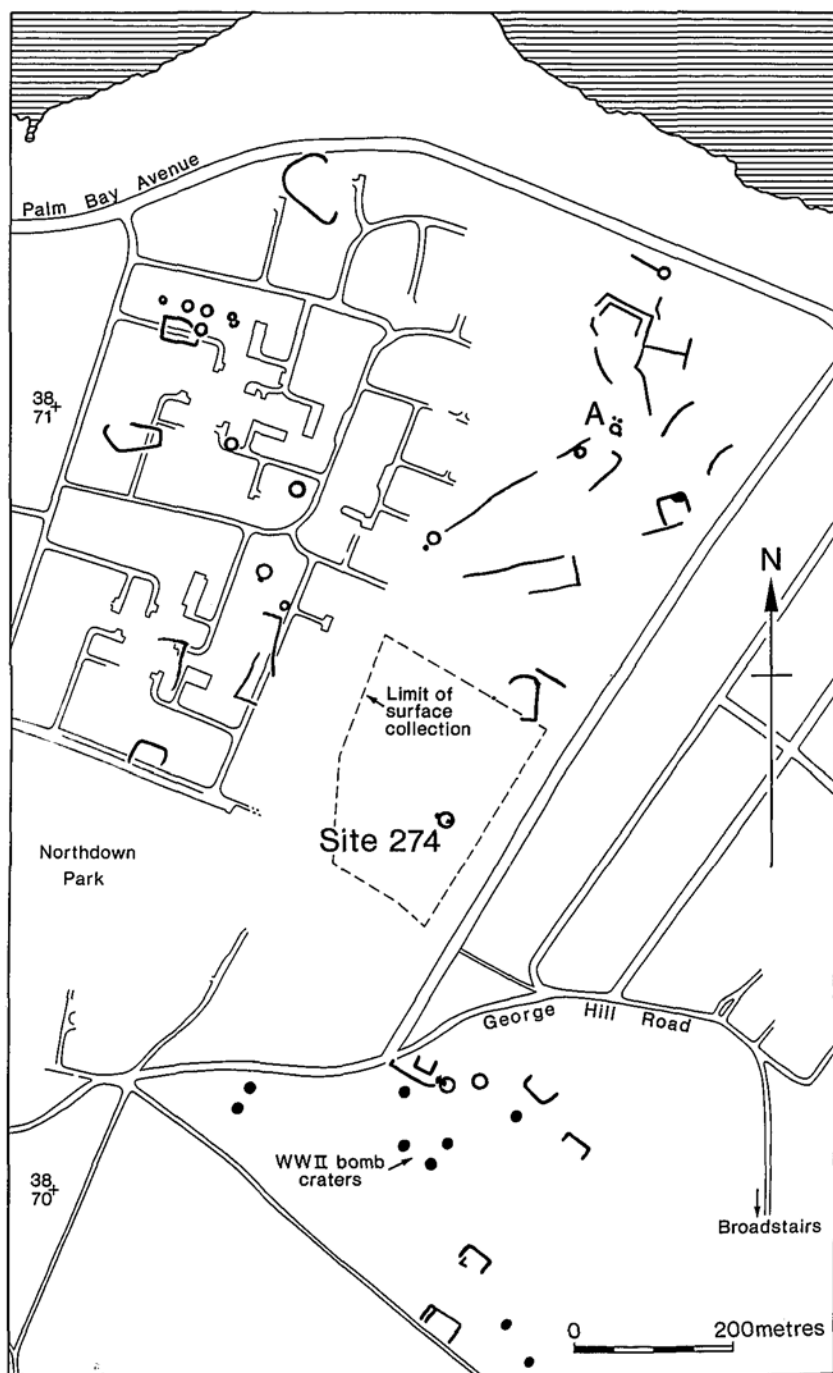 Palm Bay Avenue
38
71
A
N
Limit of
surface
collection
Site 274
Northdown
Park
George Hill Road
WWII bomb
craters
38
70
Broadstairs
0 200metres